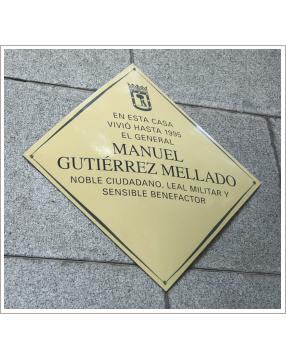 EN ESTA CASA
VIVIÓ HASTA 1995
EL GENERAL
MANUEL
GUTIÉRREZ MELLADO
NOBLE CIUDADANO, LEAL MILITAR Y
SENSIBLE BENEFACTOR